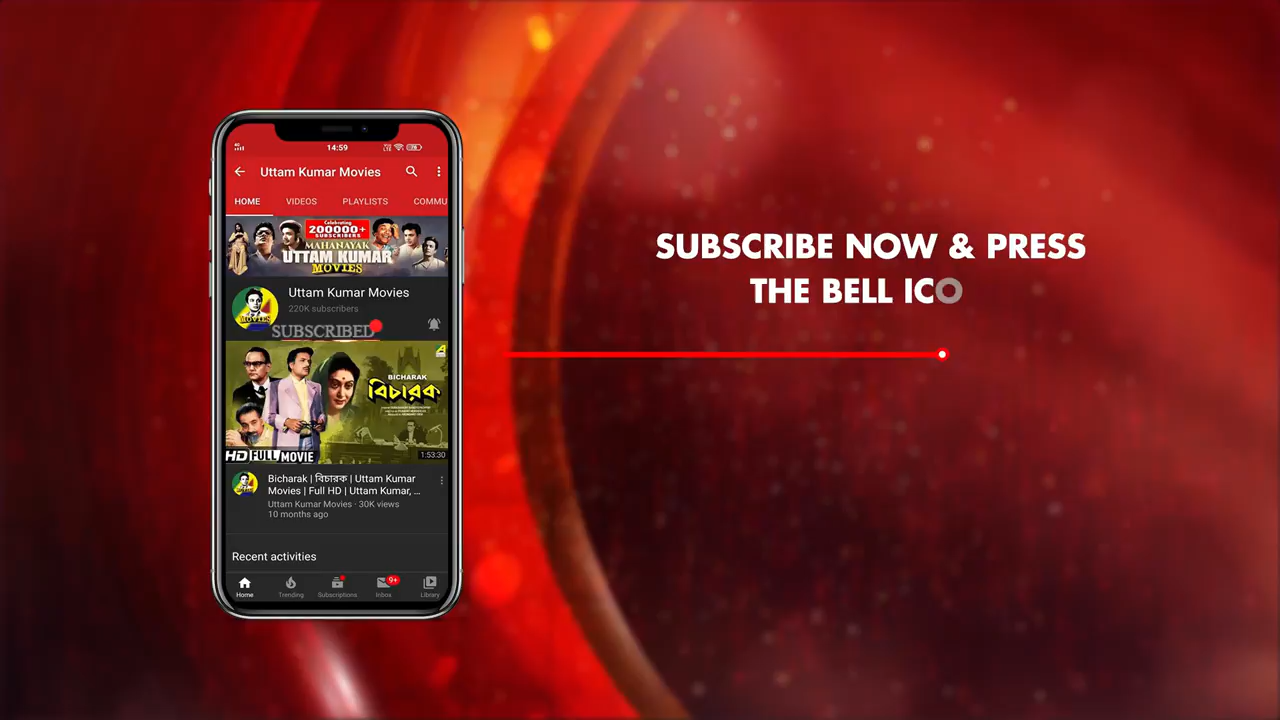 SUBSCRIBE NOW & PRESS
THE BELL ICO
14:59
Uttam Kumar Movies
HOME VIDEOS PLAYLISTS COMMU
Celebrating
200000+
SUBSCRIBERS
MAHANAYAK
UTTAM KUMAR
MOVIES
Uttam Kumar Movies
220K subscribers
MOVIES
SUBSCRIBED
BICHARAK
বিচারক
HD FULL MOVIE
1:53:30
Bicharak | বিচারক | Uttam Kumar
Movies | Full HD | Uttam Kumar, ...
Uttam Kumar Movies · 30K views
10 months ago
Recent activities
9+
Home Trending Subscriptions Inbox Library